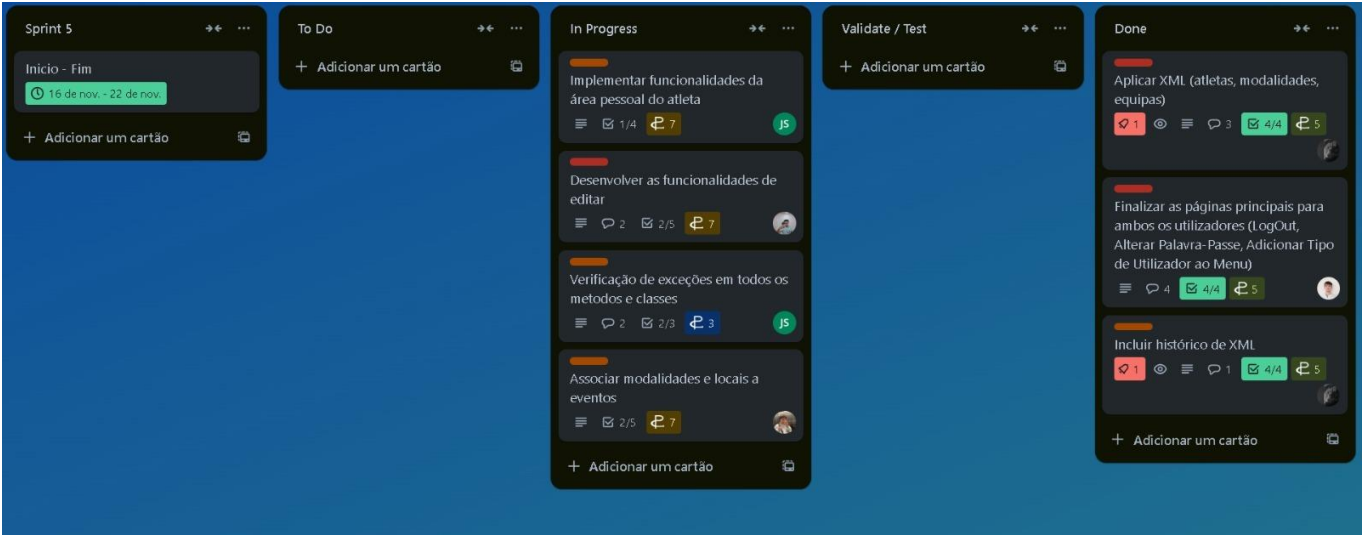 Sprint 5
Inicio - Fim
16 de nov. - 22 de nov.
+ Adicionar um cartão
To Do
+ Adicionar um cartão
In Progress
Implementar funcionalidades da
área pessoal do atleta
1/4 7 JS
Desenvolver as funcionalidades de
editar
2 2/5 7
Verificação de exceções em todos os
metodos e classes
2 2/3 3 JS
Associar modalidades e locais a
eventos
2/5 7
+ Adicionar um cartão
Validate / Test
+ Adicionar um cartão
Done
Aplicar XML (atletas, modalidades,
equipas)
1 3 4/4 5
Finalizar as páginas principais para
ambos os utilizadores (LogOut,
Alterar Palavra-Passe, Adicionar Tipo
de Utilizador ao Menu)
4 4/4 5
Incluir histórico de XML
1 1 4/4 5
+ Adicionar um cartão